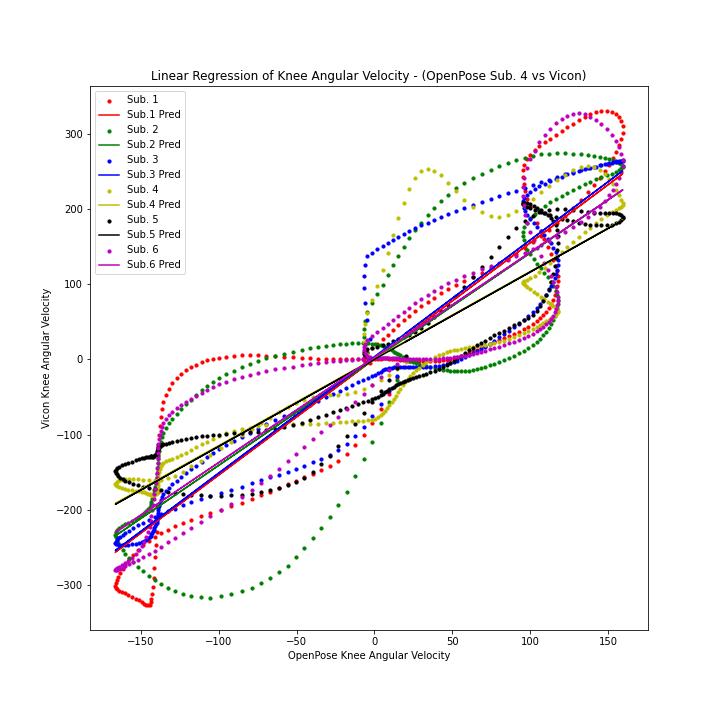 Linear Regression of Knee Angular Velocity - (OpenPose Sub. 4 vs Vicon)
Sub. 1
Sub.1 Pred
Sub. 2
Sub.2 Pred
Sub. 3
Sub.3 Pred
Sub. 4
Sub.4 Pred
Sub. 5
Sub.5 Pred
Sub. 6
Sub.6 Pred
Vicon Knee Angular Velocity
300
200
100
0
−100
−200
−300
−150
−100
−50
0
50
100
150
OpenPose Knee Angular Velocity